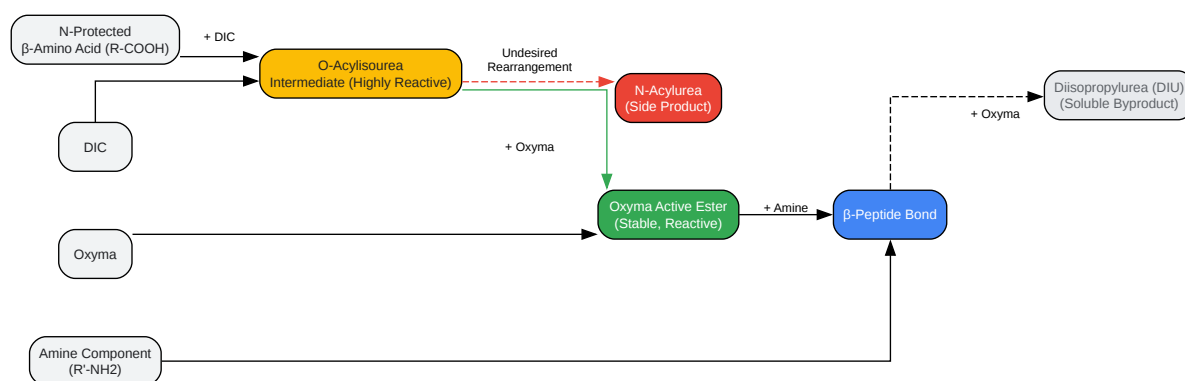 N-Protected
β-Amino Acid (R-COOH)
+ DIC
O-Acylisourea
Intermediate (Highly Reactive)
Undesired
Rearrangement
N-Acylurea
(Side Product)
Diisopropylurea (DIU)
(Soluble Byproduct)
+ Oxyma
DIC
+ Oxyma
Oxyma Active Ester
(Stable, Reactive)
+ Amine
β-Peptide Bond
Oxyma
Amine Component
(R'-NH2)